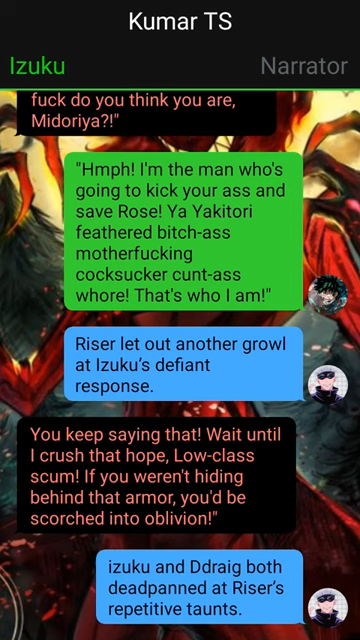 Kumar TS
Izuku
Narrator
fuck do you think you are,
Midoriya?!"
"Hmph! I'm the man who's
going to kick your ass and
save Rose! Ya Yakitori
feathered bitch-ass
motherfucking
cocksucker cunt-ass
whore! That's who I am!"
Riser let out another growl
at Izuku’s defiant
response.
You keep saying that! Wait until
I crush that hope, Low-class
scum! If you weren't hiding
behind that armor, you'd be
scorched into oblivion!"
izuku and Ddraig both
deadpanned at Riser’s
repetitive taunts.